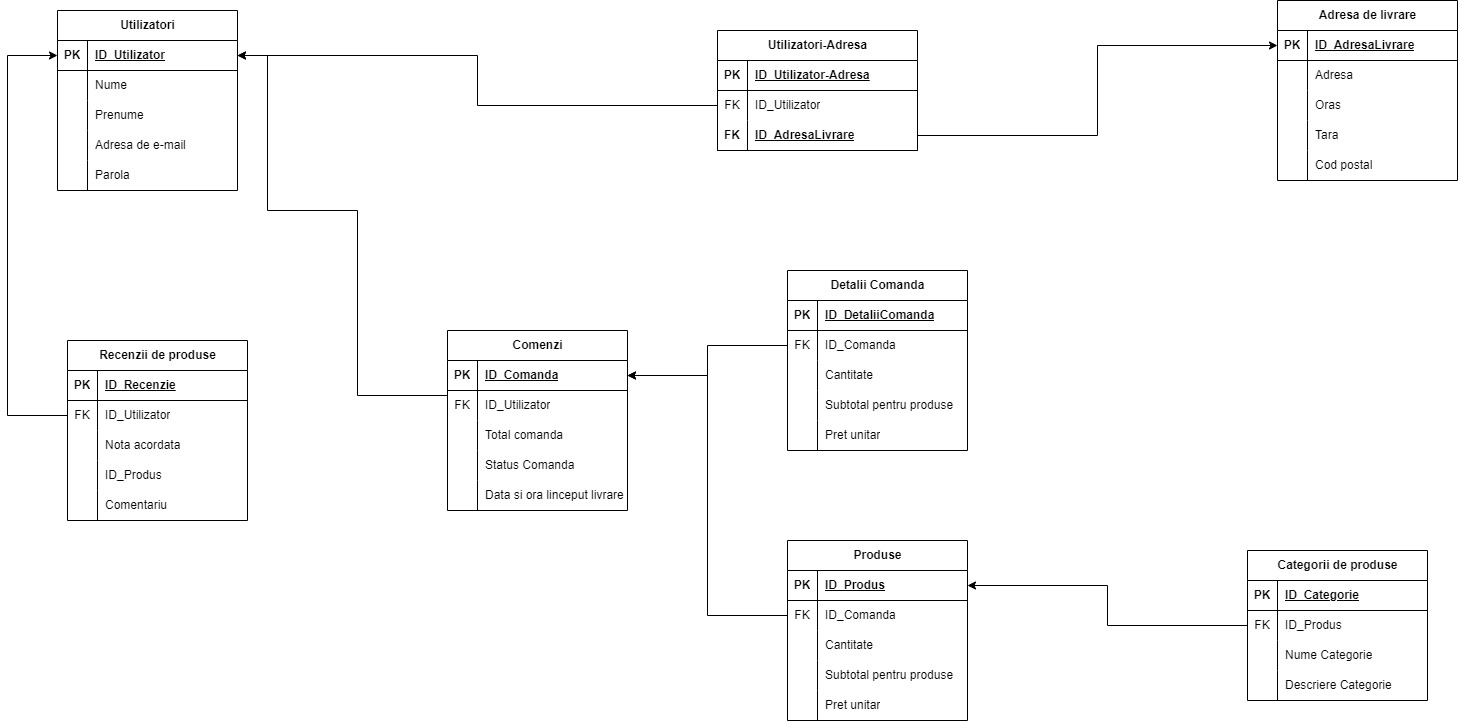 Utilizatori
PK ID_Utilizator
Nume
Prenume
Adresa de e-mail
Parola
Utilizatori-Adresa
PK ID_Utilizator-Adresa
FK ID_Utilizator
FK ID_AdresaLivrare
Adresa de livrare
PK ID_AdresaLivrare
Adresa
Oras
Tara
Cod postal
Recenzii de produse
PK ID_Recenzie
FK ID_Utilizator
Nota acordata
ID_Produs
Comentariu
Comenzi
PK ID_Comanda
FK ID_Utilizator
Total comanda
Status Comanda
Data si ora linceput livrare
Detalii Comanda
PK ID_DetaliiComanda
FK ID_Comanda
Cantitate
Subtotal pentru produse
Pret unitar
Produse
PK ID_Produs
FK ID_Comanda
Cantitate
Subtotal pentru produse
Pret unitar
Categorii de produse
PK ID_Categorie
FK ID_Produs
Nume Categorie
Descriere Categorie